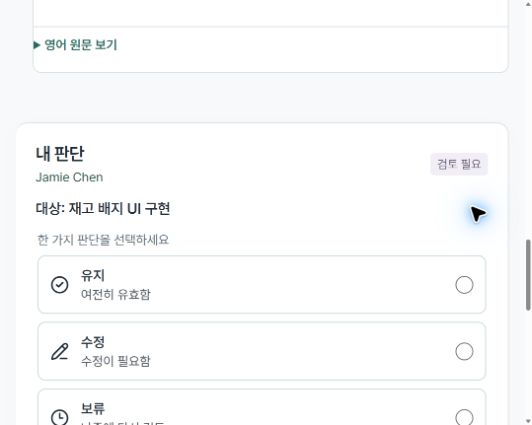 ▶ 영어 원문 보기
내 판단
검토 필요
Jamie Chen
대상: 재고 배지 UI 구현
한 가지 판단을 선택하세요
유지
여전히 유효함
수정
수정이 필요함
보류